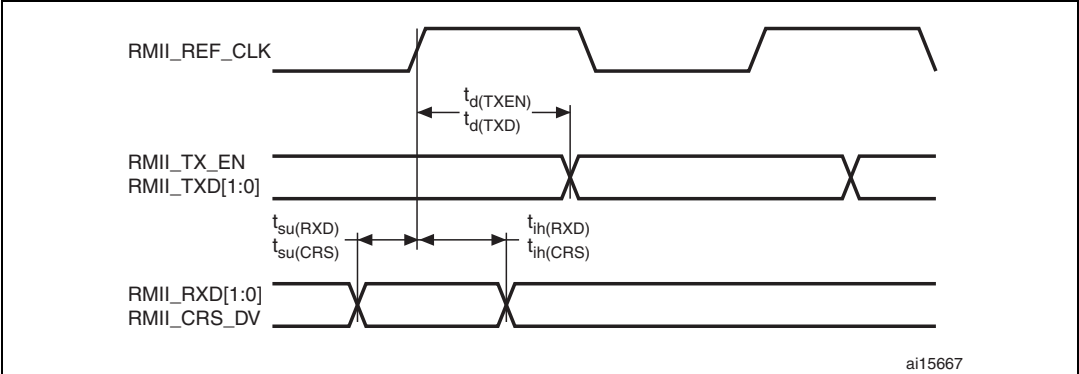 RMII_REF_CLK
td(TXEN)
td(TXD)
RMII_TX_EN
RMII_TXD[1:0]
tsu(RXD)
tsu(CRS)
tih(RXD)
tih(CRS)
RMII_RXD[1:0]
RMII_CRS_DV
ai15667